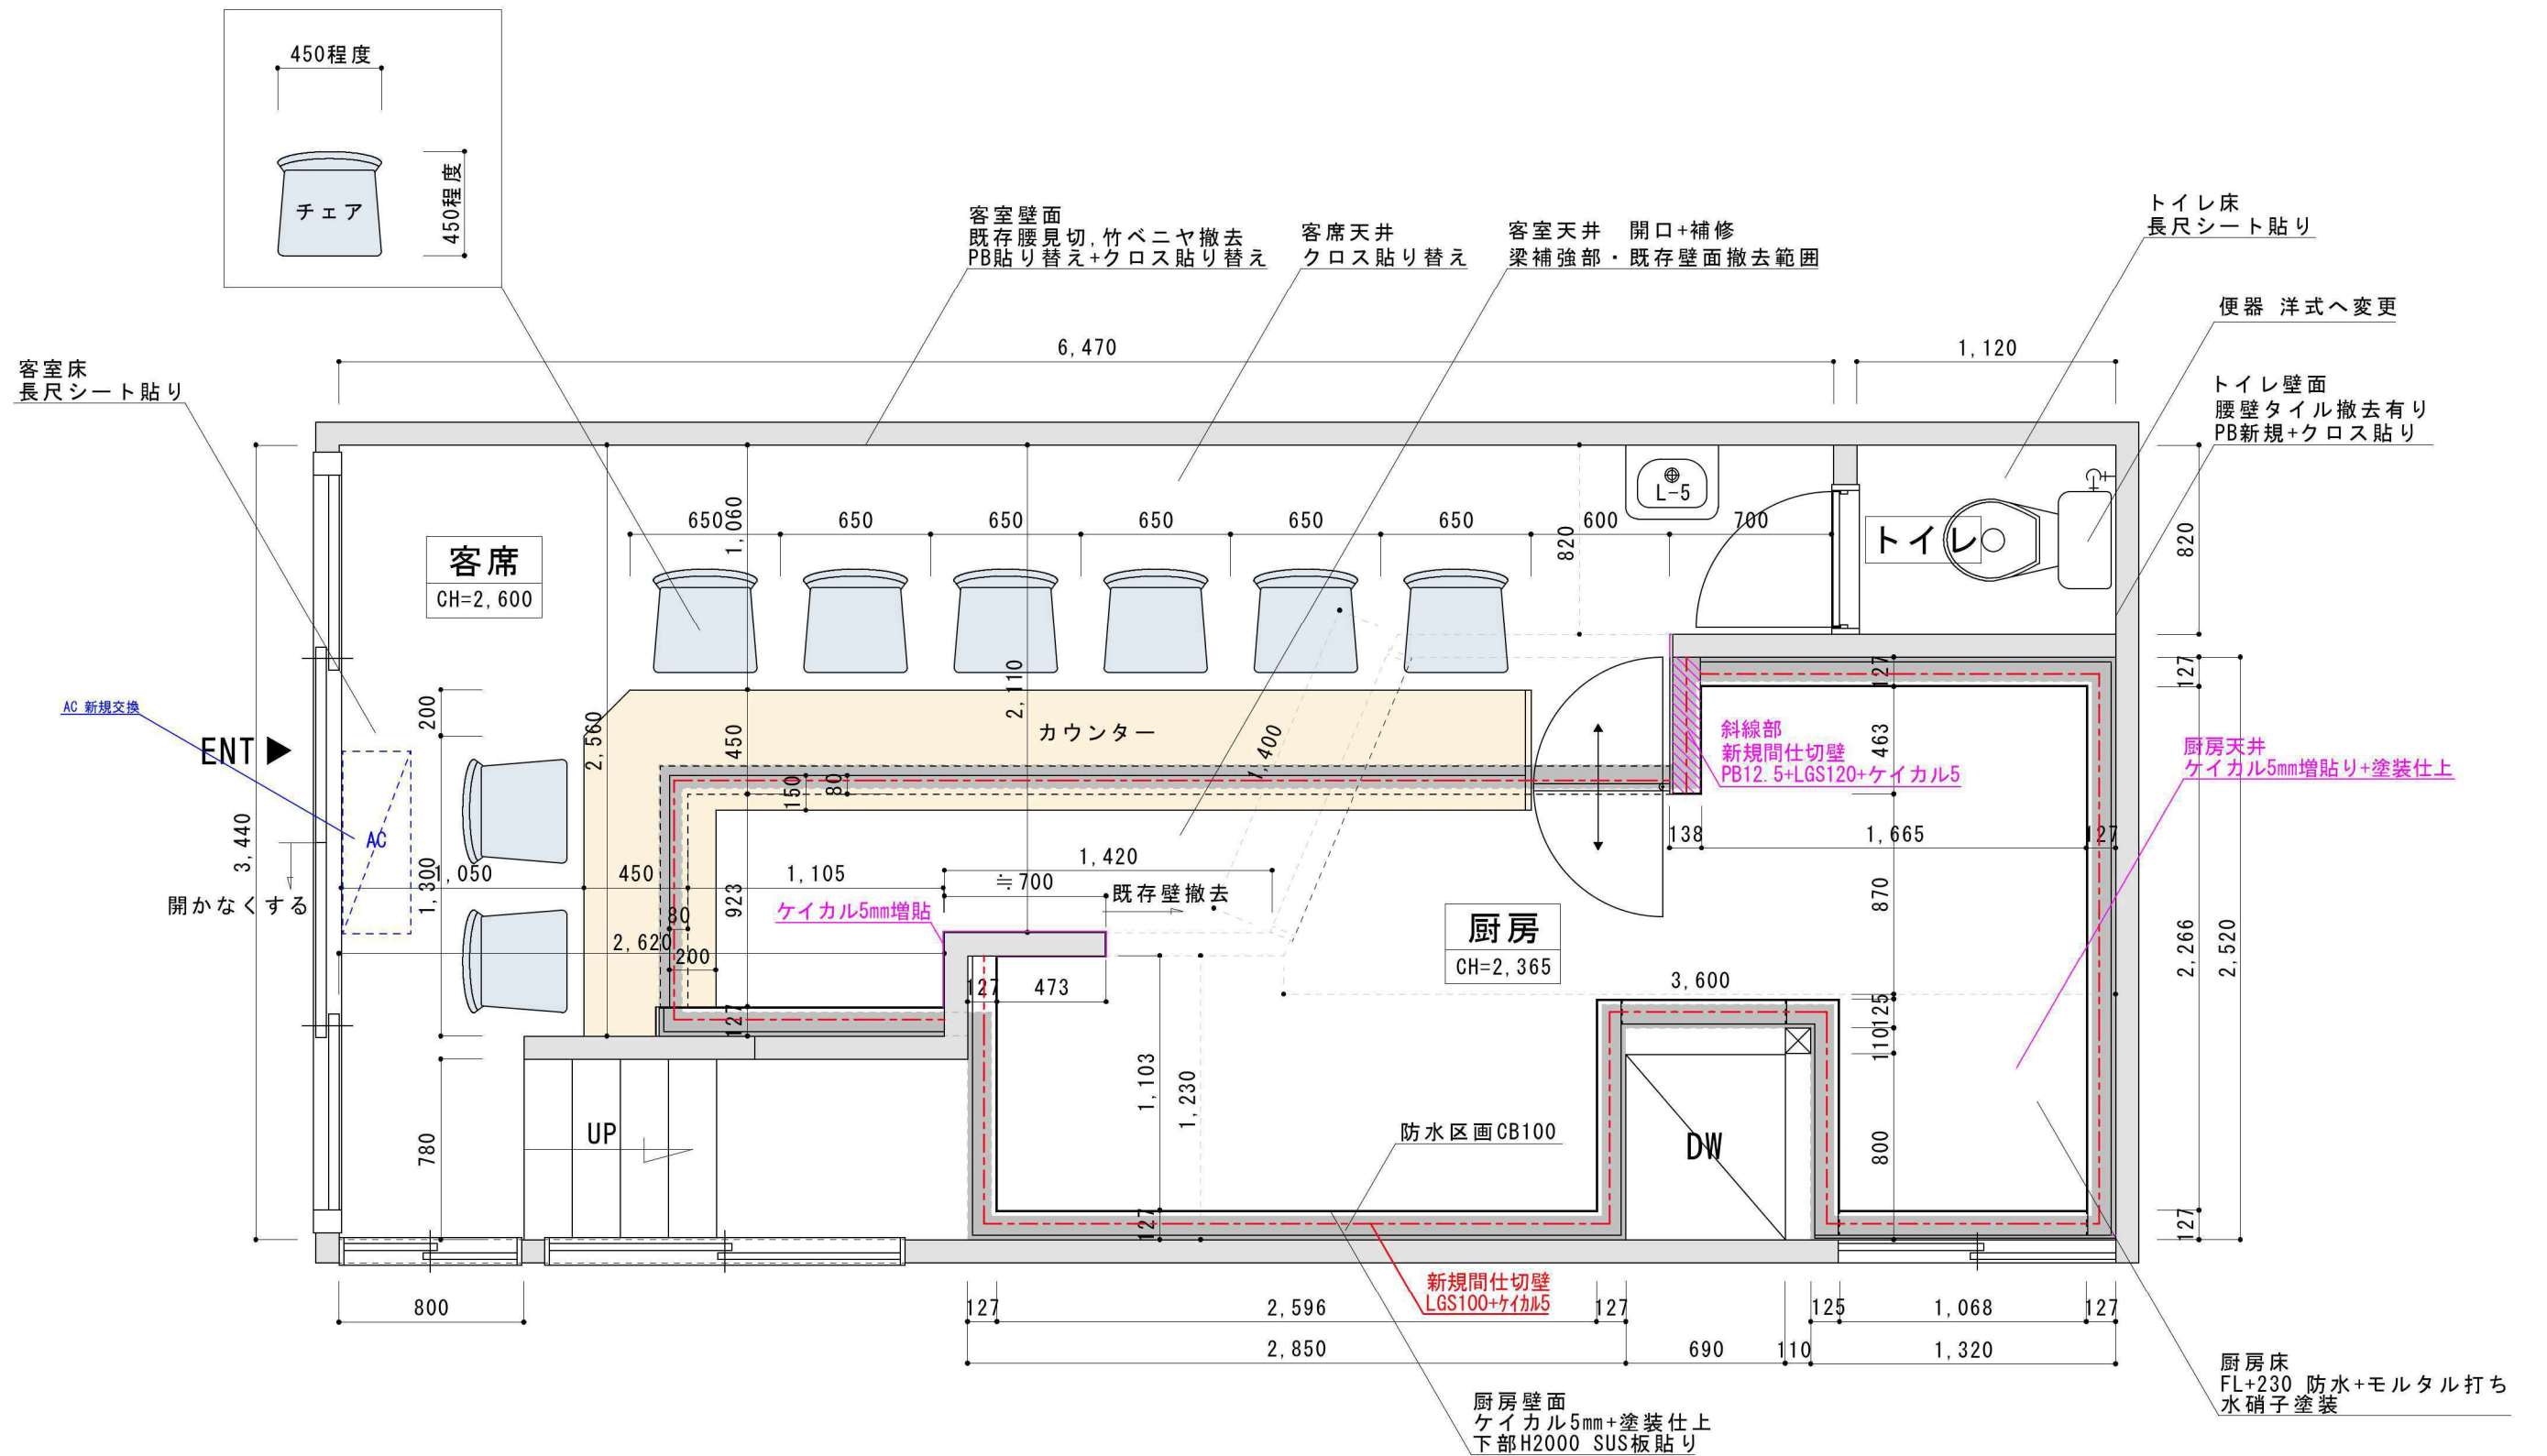 450程度
チェア
450程度
客室壁面
既存腰見切,竹ベニヤ撤去
PB貼り替え+クロス貼り替え
客席天井
クロス貼り替え
客室天井　開口+補修
梁補強部・既存壁面撤去範囲
トイレ床
長尺シート貼り
便器 洋式へ変更
トイレ壁面
腰壁タイル撤去有り
PB新規+クロス貼り
客室床
長尺シート貼り
6,470
1,120
L-5
650
650
650
650
650
650
600
700
1,060
820
820
客席
CH=2,600
トイレ
AC 新規交換
ENT
AC
開かなくする
3,440
200
1,300
780
2,560
450
923
127
2,110
カウンター
1,400
150
80
1,050
450
1,105
80
2,620
200
1,420
≒700
既存壁撤去
ケイカル5mm増貼
127
473
厨房
CH=2,365
斜線部
新規間仕切壁
PB12.5+LGS120+ケイカル5
厨房天井
ケイカル5mm増貼り+塗装仕上
127
463
138
1,665
127
870
3,600
125
110
800
127
2,266
2,520
127
1,103
1,230
127
UP
DW
防水区画CB100
新規間仕切壁
LGS100+ケイカル5
800
127
2,596
127
125
1,068
127
2,850
690
110
1,320
厨房壁面
ケイカル5mm+塗装仕上
下部H2000 SUS板貼り
厨房床
FL+230 防水+モルタル打ち
水硝子塗装